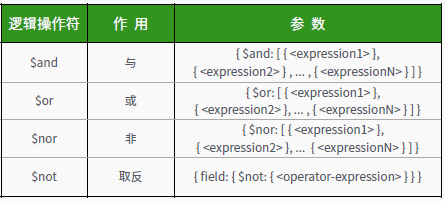 逻辑操作符 作 用 参 数
$and 与 { $and: [ { <expression1> },
{ <expression2> } , ... , { <expressionN> } ] }
$or 或 { $or: [ { <expression1> },
{ <expression2> }, ... , { <expressionN> } ] }
$nor 非 { $nor: [ { <expression1> },
{ <expression2> }, ... { <expressionN> } ] }
$not 取反 { field: { $not: { <operator-expression> } } }